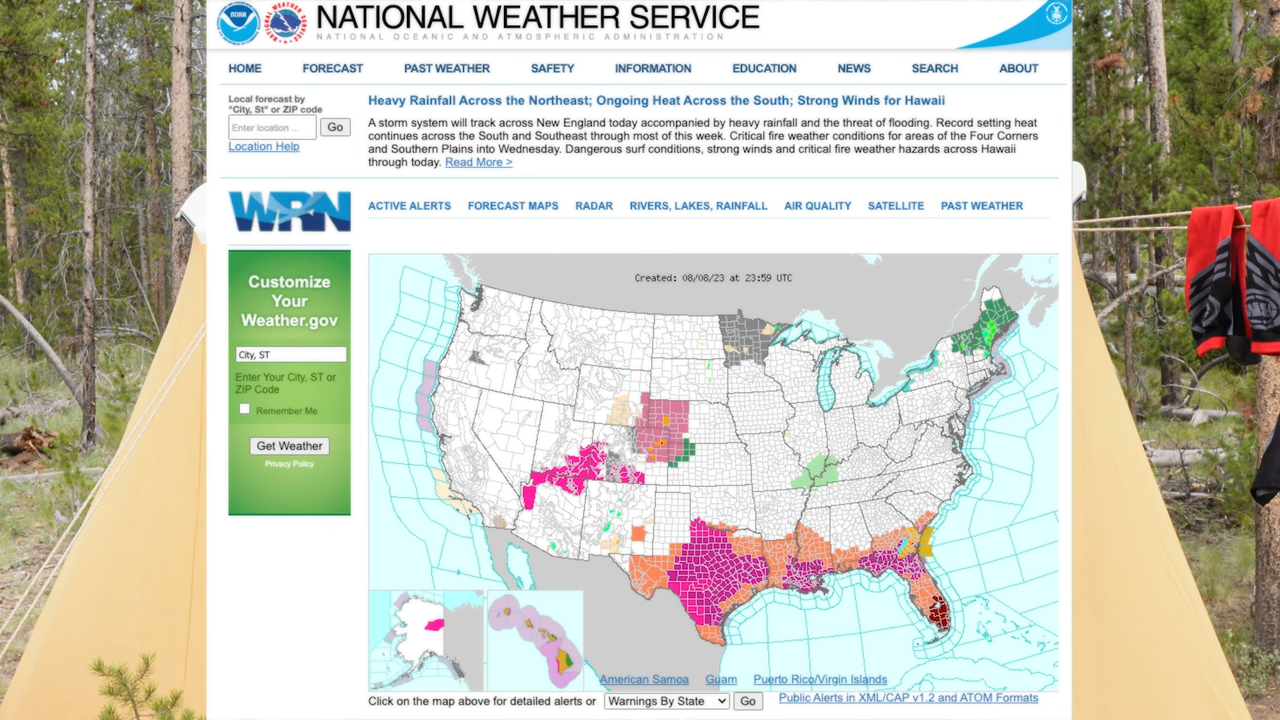 NOAA
NATIONAL WEATHER SERVICE
NATIONAL OCEANIC AND ATMOSPHERIC ADMINISTRATION
HOME FORECAST PAST WEATHER SAFETY INFORMATION EDUCATION NEWS SEARCH ABOUT
Local forecast by
"City, St" or ZIP code
Enter location ... Go
Location Help
Heavy Rainfall Across the Northeast; Ongoing Heat Across the South; Strong Winds for Hawaii
A storm system will track across New England today accompanied by heavy rainfall and the threat of flooding. Record setting heat
continues across the South and Southeast through most of this week. Critical fire weather conditions for areas of the Four Corners
and Southern Plains into Wednesday. Dangerous surf conditions, strong winds and critical fire weather hazards across Hawaii
through today. Read More >
WRN
ACTIVE ALERTS FORECAST MAPS RADAR RIVERS, LAKES, RAINFALL AIR QUALITY SATELLITE PAST WEATHER
Customize
Your
Weather.gov
City, ST
Enter Your City, ST or
ZIP Code
Remember Me
Get Weather
Privacy Policy
Created: 08/08/23 at 23:59 UTC
American Samoa Guam Puerto Rico/Virgin Islands
Click on the map above for detailed alerts or Warnings By State Go
Public Alerts in XML/CAP v1.2 and ATOM Formats